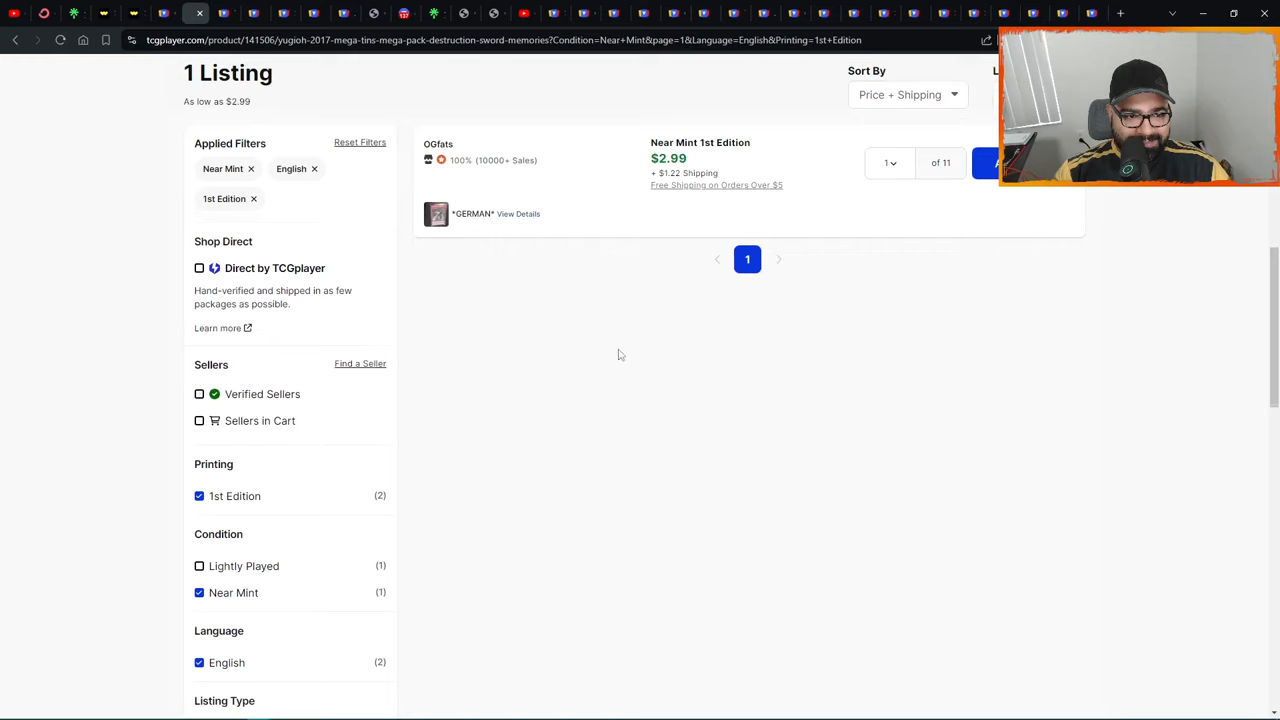 137
tcgplayer.com/product/141506/yugioh-2017-mega-tins-mega-pack-destruction-sword-memories?Condition=Near+Mint&page=1&Language=English&Printing=1st+Edition
1 Listing
As low as $2.99
Sort By
Price + Shipping
Applied Filters
Reset Filters
Near Mint
English
1st Edition
OGfats
100% (10000+ Sales)
*GERMAN* View Details
Near Mint 1st Edition
$2.99
+ $1.22 Shipping
Free Shipping on Orders Over $5
1
of 11
1
Shop Direct
Direct by TCGplayer
Hand-verified and shipped in as few
packages as possible.
Learn more
Sellers
Find a Seller
Verified Sellers
Sellers in Cart
Printing
1st Edition
(2)
Condition
Lightly Played
(1)
Near Mint
(1)
Language
English
(2)
Listing Type